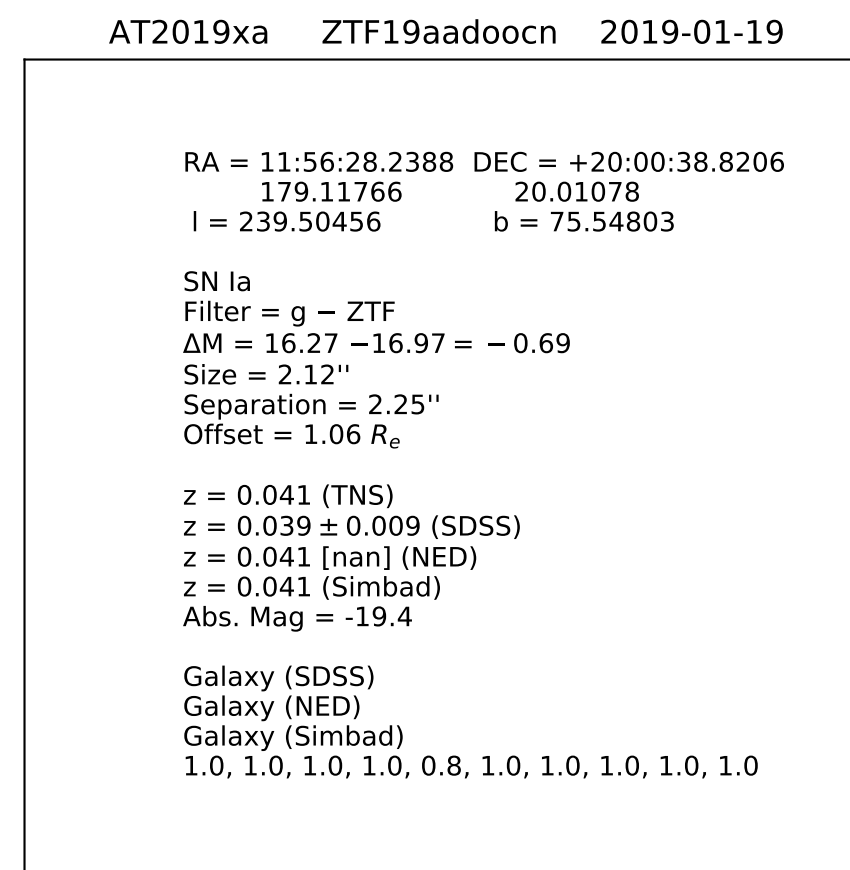 AT2019xa ZTF19aadoocn 2019-01-19
RA = 11:56:28.2388 DEC = +20:00:38.8206
179.11766 20.01078
l = 239.50456 b = 75.54803
SN Ia
Filter = g − ZTF
ΔM = 16.27 −16.97 = − 0.69
Size = 2.12''
Separation = 2.25''
Offset = 1.06 Re
z = 0.041 (TNS)
z = 0.039 ± 0.009 (SDSS)
z = 0.041 [nan] (NED)
z = 0.041 (Simbad)
Abs. Mag = -19.4
Galaxy (SDSS)
Galaxy (NED)
Galaxy (Simbad)
1.0, 1.0, 1.0, 1.0, 0.8, 1.0, 1.0, 1.0, 1.0, 1.0